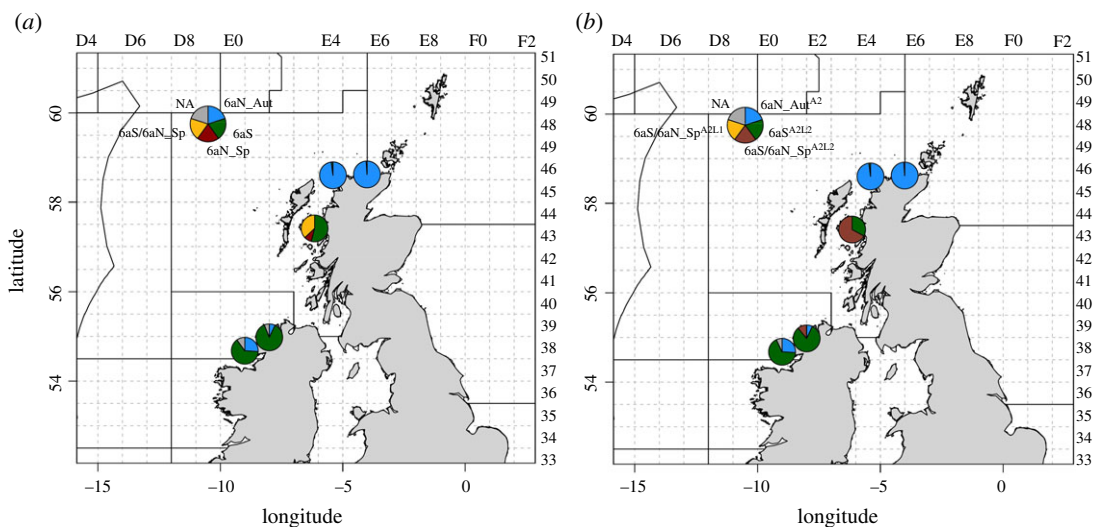 (a)
D4 D6 D8 E0 E4 E6 E8 F0 F2
51
50
49
48
46
45
44
43
42
41
40
39
38
37
36
35
34
33
60
58
56
54
latitude
NA 6aN_Aut
6aS/6aN_Sp 6aS
6aN_Sp
−15 −10 −5 0
longitude
(b)
D4 D6 D8 E0 E2 E4 E6 E8 F0 F2
51
50
49
48
46
45
44
43
42
41
40
39
38
37
36
35
34
33
60
58
56
54
NA 6aN_Aut^A2
6aS/6aN_Sp^A2L1 6aS^A2L2
6aS/6aN_Sp^A2L2
−15 −10 −5 0
longitude